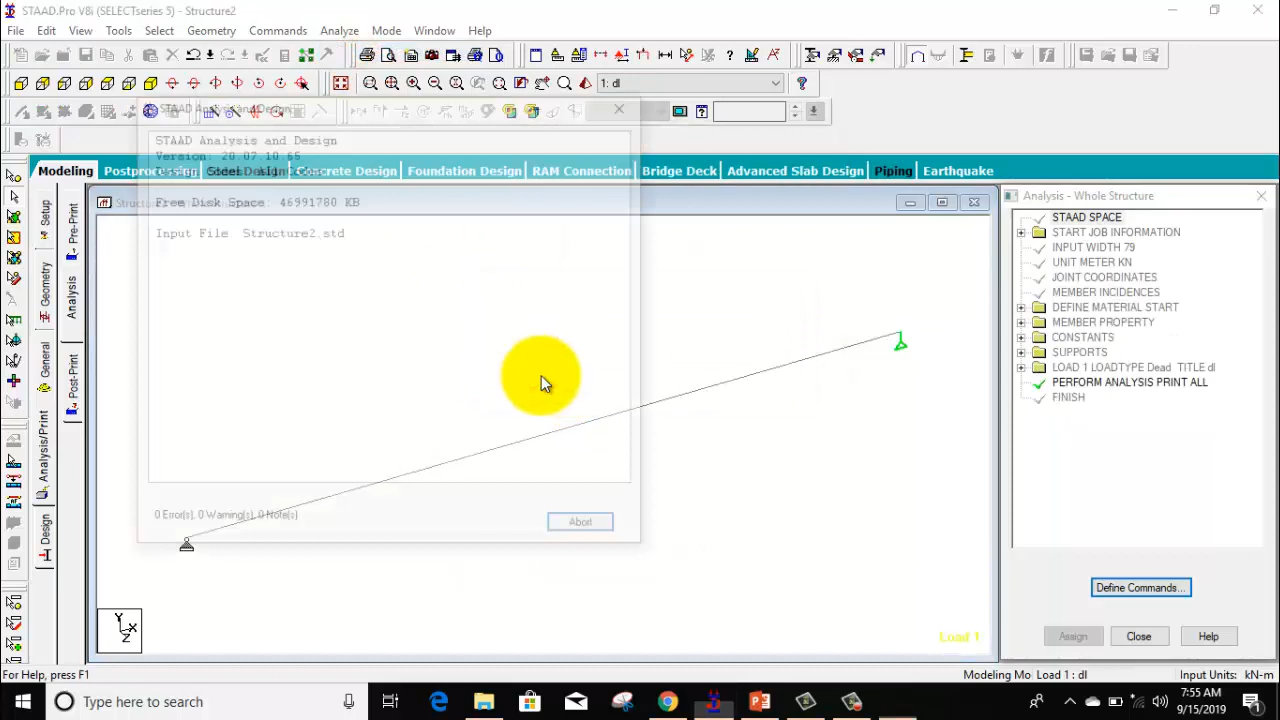 STAAD.Pro V8i (SELECTseries 5) - Structure2
File Edit View Tools Select Geometry Commands Analyze Mode Window Help
1: dl
STAAD Analysis and Design
Modeling Postprocessing Steel Design Concrete Design Foundation Design RAM Connection Bridge Deck Advanced Slab Design Piping Earthquake
STAAD Analysis and Design
Version: 20.07.10.65
Free Disk Space: 46991780 KB
Input File Structure2.std
0 Error(s), 0 Warning(s), 0 Note(s)
Abort
Setup
Geometry
General
Analysis/Print
Design
Pre-Print
Analysis
Post-Print
Y
X
Z
Load 1
Analysis - Whole Structure
STAAD SPACE
START JOB INFORMATION
INPUT WIDTH 79
UNIT METER KN
JOINT COORDINATES
MEMBER INCIDENCES
DEFINE MATERIAL START
MEMBER PROPERTY
CONSTANTS
SUPPORTS
LOAD 1 LOADTYPE Dead TITLE dl
PERFORM ANALYSIS PRINT ALL
FINISH
Define Commands...
Assign Close Help
For Help, press F1
Modeling Mo Load 1 : dl Input Units: kN-m
Type here to search
7:55 AM
9/15/2019
1